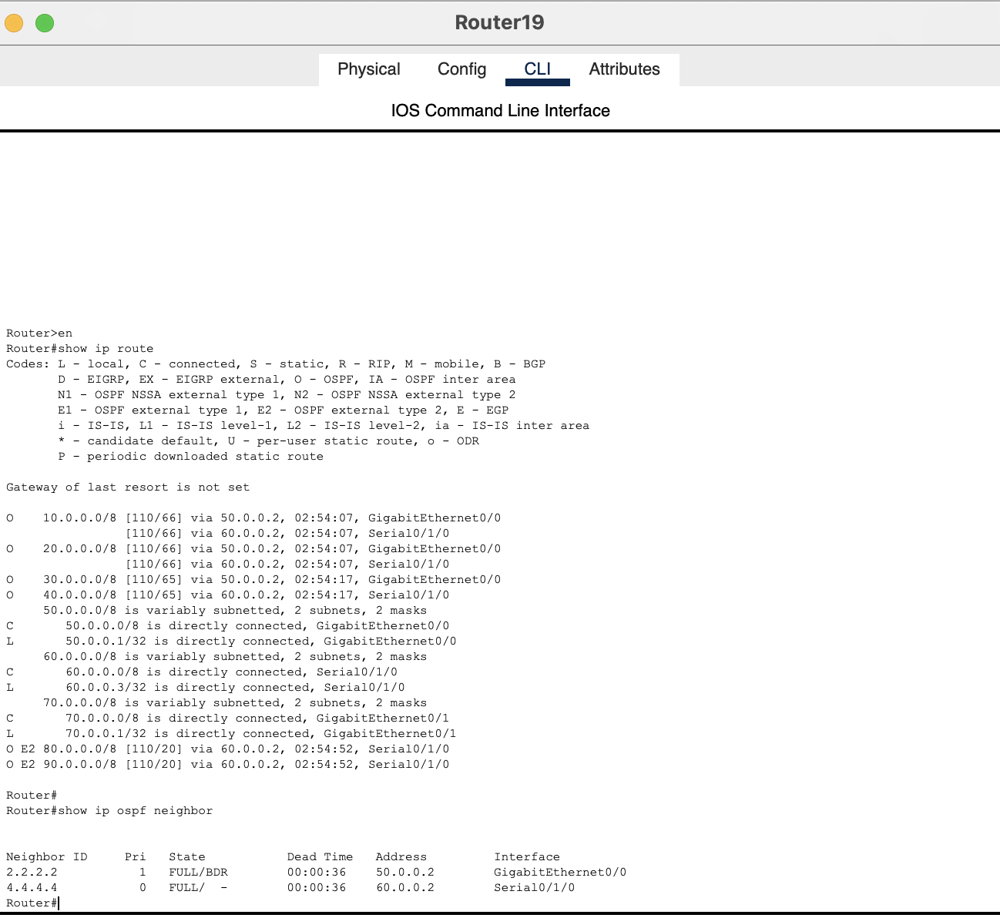 Router19
Physical Config CLI Attributes
IOS Command Line Interface
Router>en
Router#show ip route
Codes: L - local, C - connected, S - static, R - RIP, M - mobile, B - BGP
       D - EIGRP, EX - EIGRP external, O - OSPF, IA - OSPF inter area
       N1 - OSPF NSSA external type 1, N2 - OSPF NSSA external type 2
       E1 - OSPF external type 1, E2 - OSPF external type 2, E - EGP
       i - IS-IS, L1 - IS-IS level-1, L2 - IS-IS level-2, ia - IS-IS inter area
       * - candidate default, U - per-user static route, o - ODR
       P - periodic downloaded static route
Gateway of last resort is not set
O    10.0.0.0/8 [110/66] via 50.0.0.2, 02:54:07, GigabitEthernet0/0
                [110/66] via 60.0.0.2, 02:54:07, Serial0/1/0
O    20.0.0.0/8 [110/66] via 50.0.0.2, 02:54:07, GigabitEthernet0/0
                [110/66] via 60.0.0.2, 02:54:07, Serial0/1/0
O    30.0.0.0/8 [110/65] via 50.0.0.2, 02:54:17, GigabitEthernet0/0
O    40.0.0.0/8 [110/65] via 60.0.0.2, 02:54:17, Serial0/1/0
     50.0.0.0/8 is variably subnetted, 2 subnets, 2 masks
C       50.0.0.0/8 is directly connected, GigabitEthernet0/0
L       50.0.0.1/32 is directly connected, GigabitEthernet0/0
     60.0.0.0/8 is variably subnetted, 2 subnets, 2 masks
C       60.0.0.0/8 is directly connected, Serial0/1/0
L       60.0.0.3/32 is directly connected, Serial0/1/0
     70.0.0.0/8 is variably subnetted, 2 subnets, 2 masks
C       70.0.0.0/8 is directly connected, GigabitEthernet0/1
L       70.0.0.1/32 is directly connected, GigabitEthernet0/1
O E2 80.0.0.0/8 [110/20] via 60.0.0.2, 02:54:52, Serial0/1/0
O E2 90.0.0.0/8 [110/20] via 60.0.0.2, 02:54:52, Serial0/1/0
Router#
Router#show ip ospf neighbor
Neighbor ID     Pri   State           Dead Time   Address         Interface
2.2.2.2           1   FULL/BDR        00:00:36    50.0.0.2        GigabitEthernet0/0
4.4.4.4           0   FULL/  -        00:00:36    60.0.0.2        Serial0/1/0
Router#